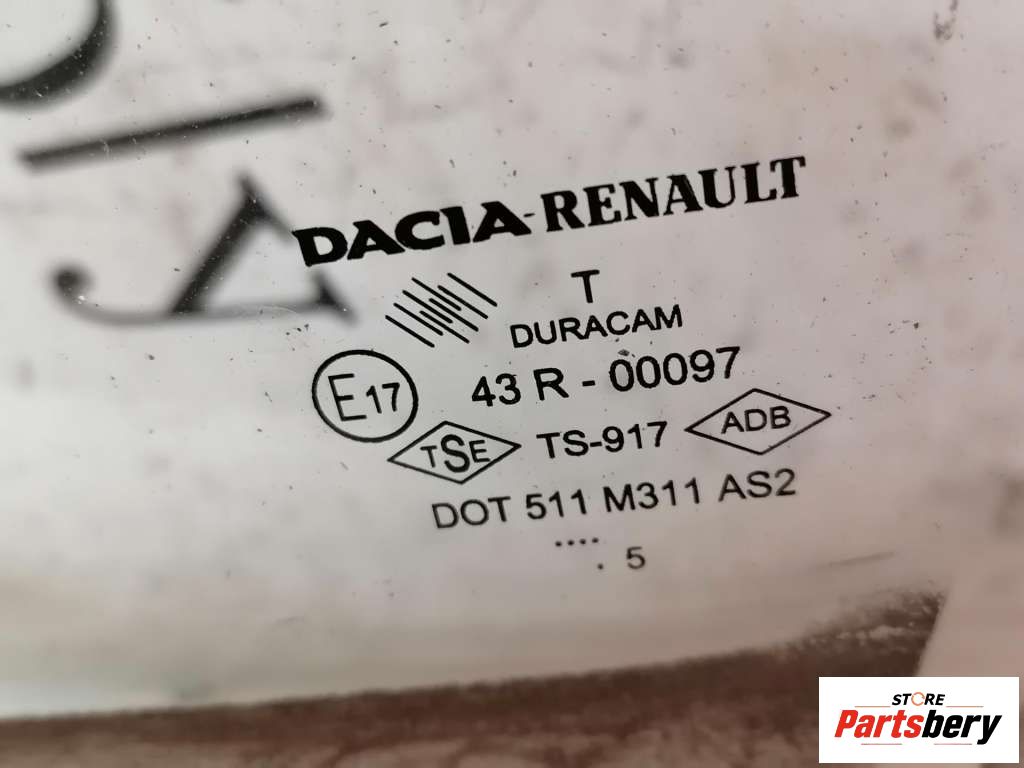 DACIA-RENAULT
T
DURACAM
E17 43 R - 00097
TSE TS-917 ADB
DOT 511 M311 AS2
....
. 5
STORE
Partsbery